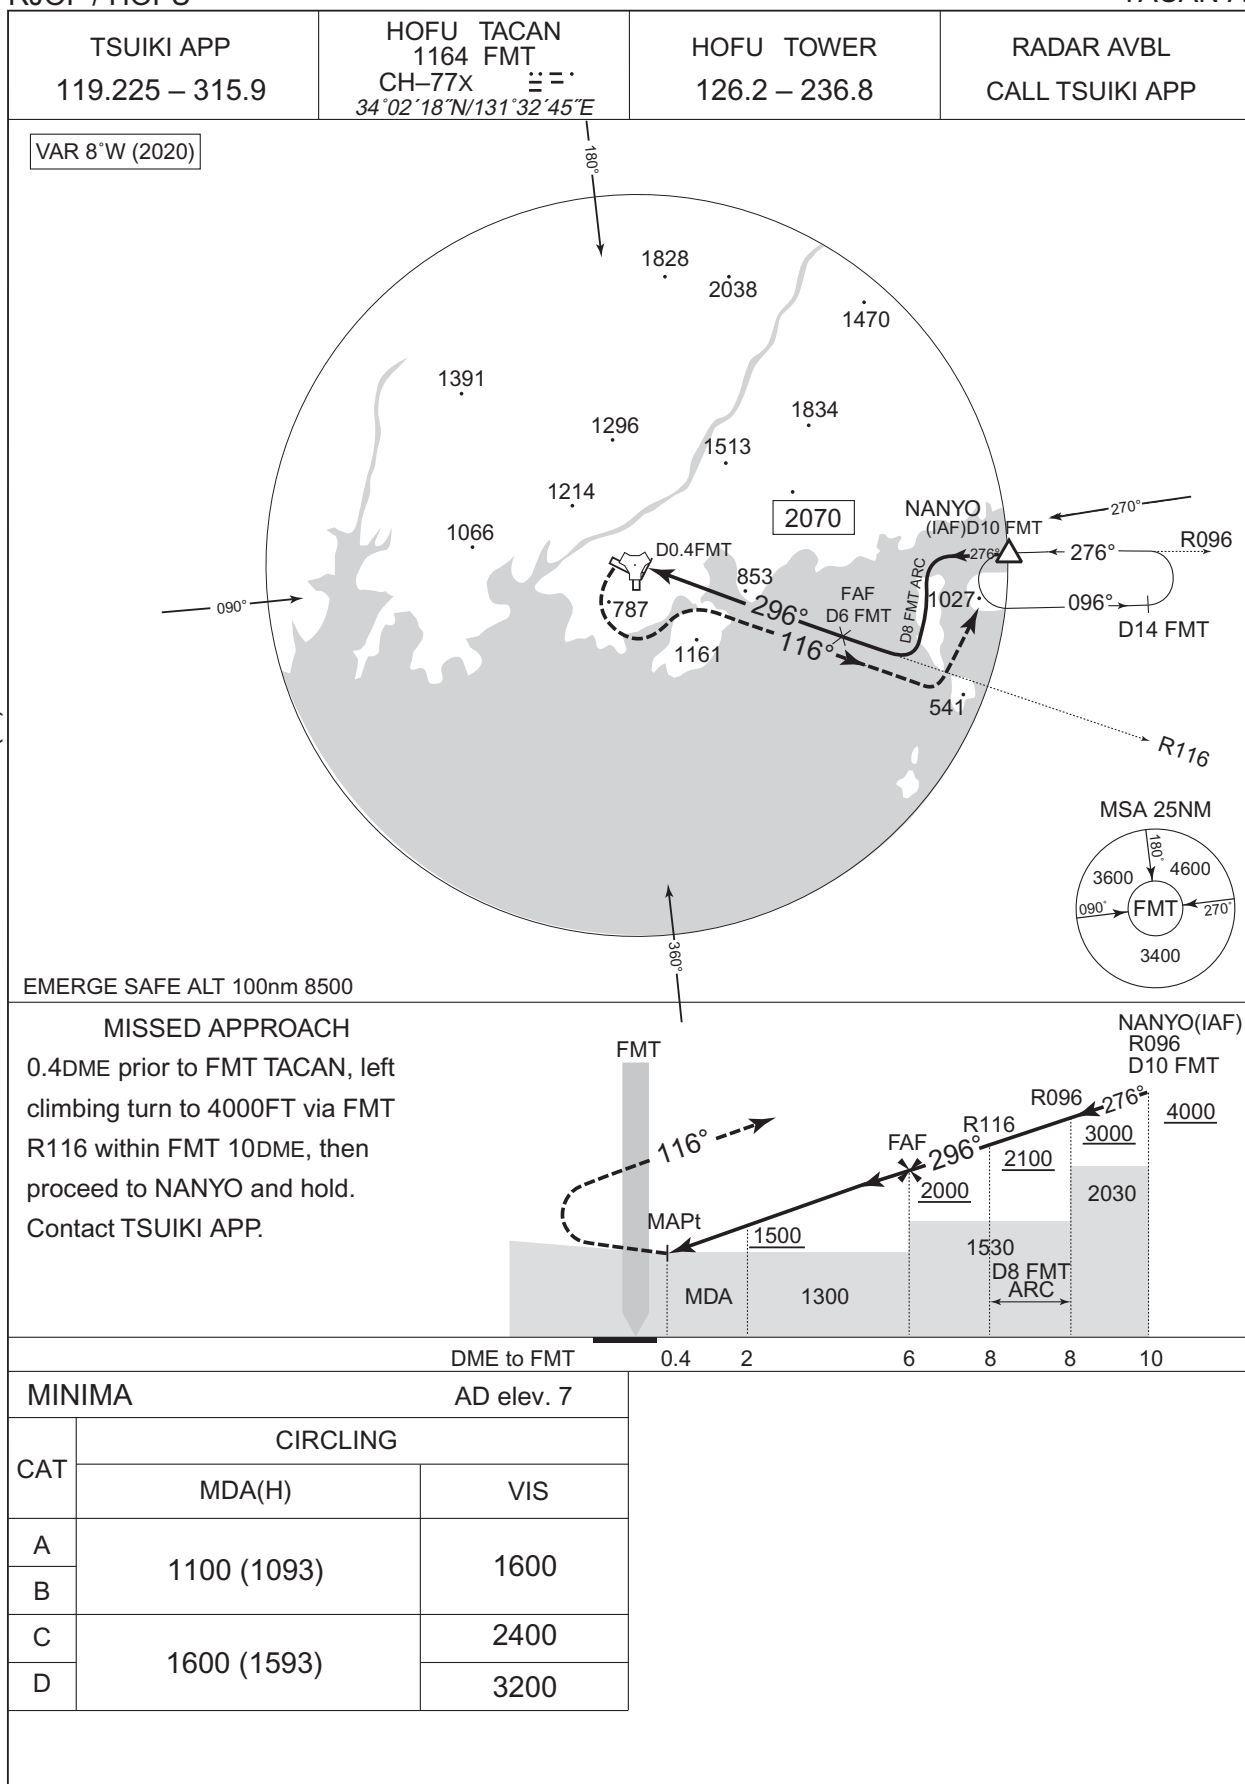 TSUIKI APP
119.225 – 315.9
HOFU TACAN
1164 FMT
CH–77X
34°02´18˝N/131°32´45˝E
HOFU TOWER
126.2 – 236.8
RADAR AVBL
CALL TSUIKI APP
VAR 8°W (2020)
180°
1828
2038
1470
1391
1834
1296
1513
1214
2070
NANYO
(IAF)D10 FMT
270°
1066
D0.4FMT
276°
276°
R096
853
FAF
D6 FMT
D8 FMT ARC
1027
096°
D14 FMT
090°
787
296°
116°
1161
541
R116
MSA 25NM
180°
3600
4600
090°
FMT
270°
3400
360°
EMERGE SAFE ALT 100nm 8500
MISSED APPROACH
0.4DME prior to FMT TACAN, left
climbing turn to 4000FT via FMT
R116 within FMT 10DME, then
proceed to NANYO and hold.
Contact TSUIKI APP.
FMT
NANYO(IAF)
R096
D10 FMT
R096
276°
4000
R116
3000
116°
FAF
296°
2100
2000
2030
MAPt
1500
1530
D8 FMT
ARC
MDA
1300
DME to FMT
0.4 2 6 8 8 10
MINIMA
AD elev. 7
CAT
CIRCLING
MDA(H)
VIS
A
B
1100 (1093)
1600
C
D
1600 (1593)
2400
3200